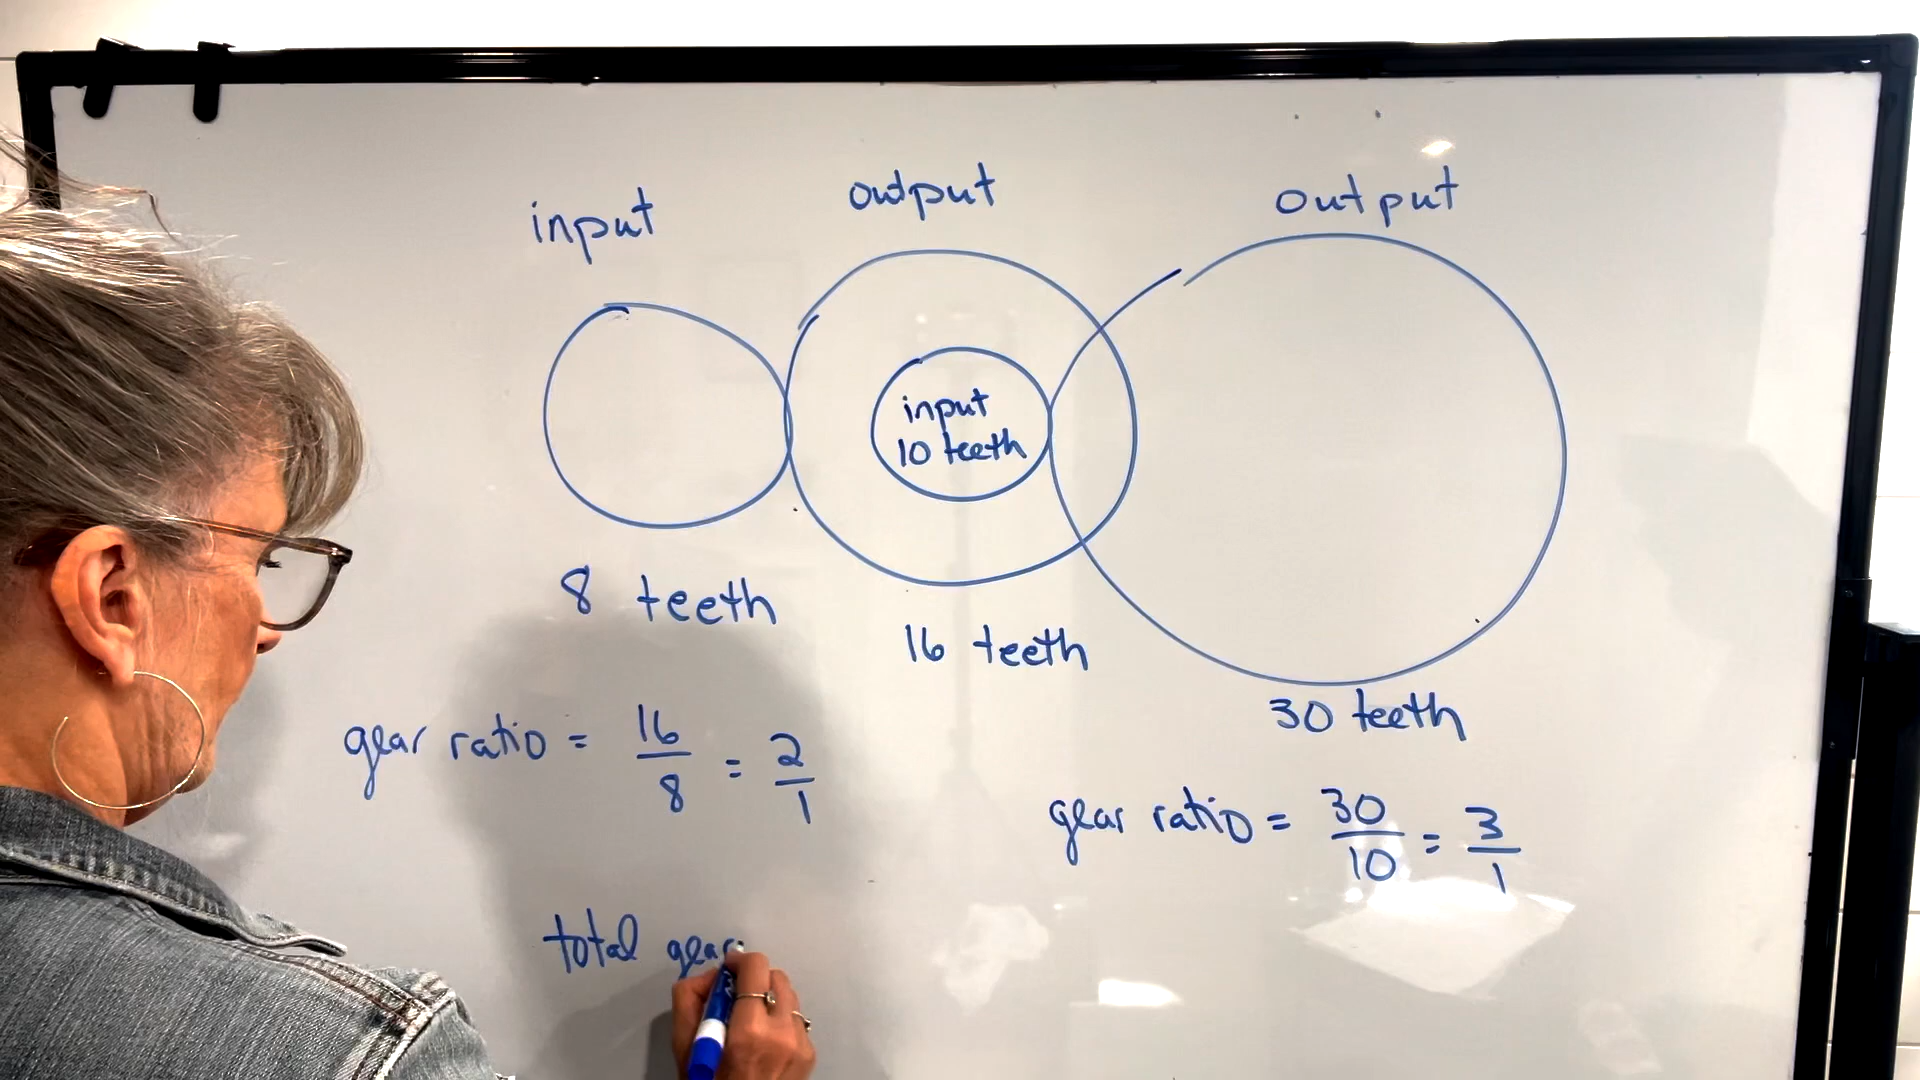 input
output
output
input
10 teeth
8 teeth
16 teeth
30 teeth
gear ratio = 16/8 = 2/1
gear ratio = 30/10 = 3/1
total gear